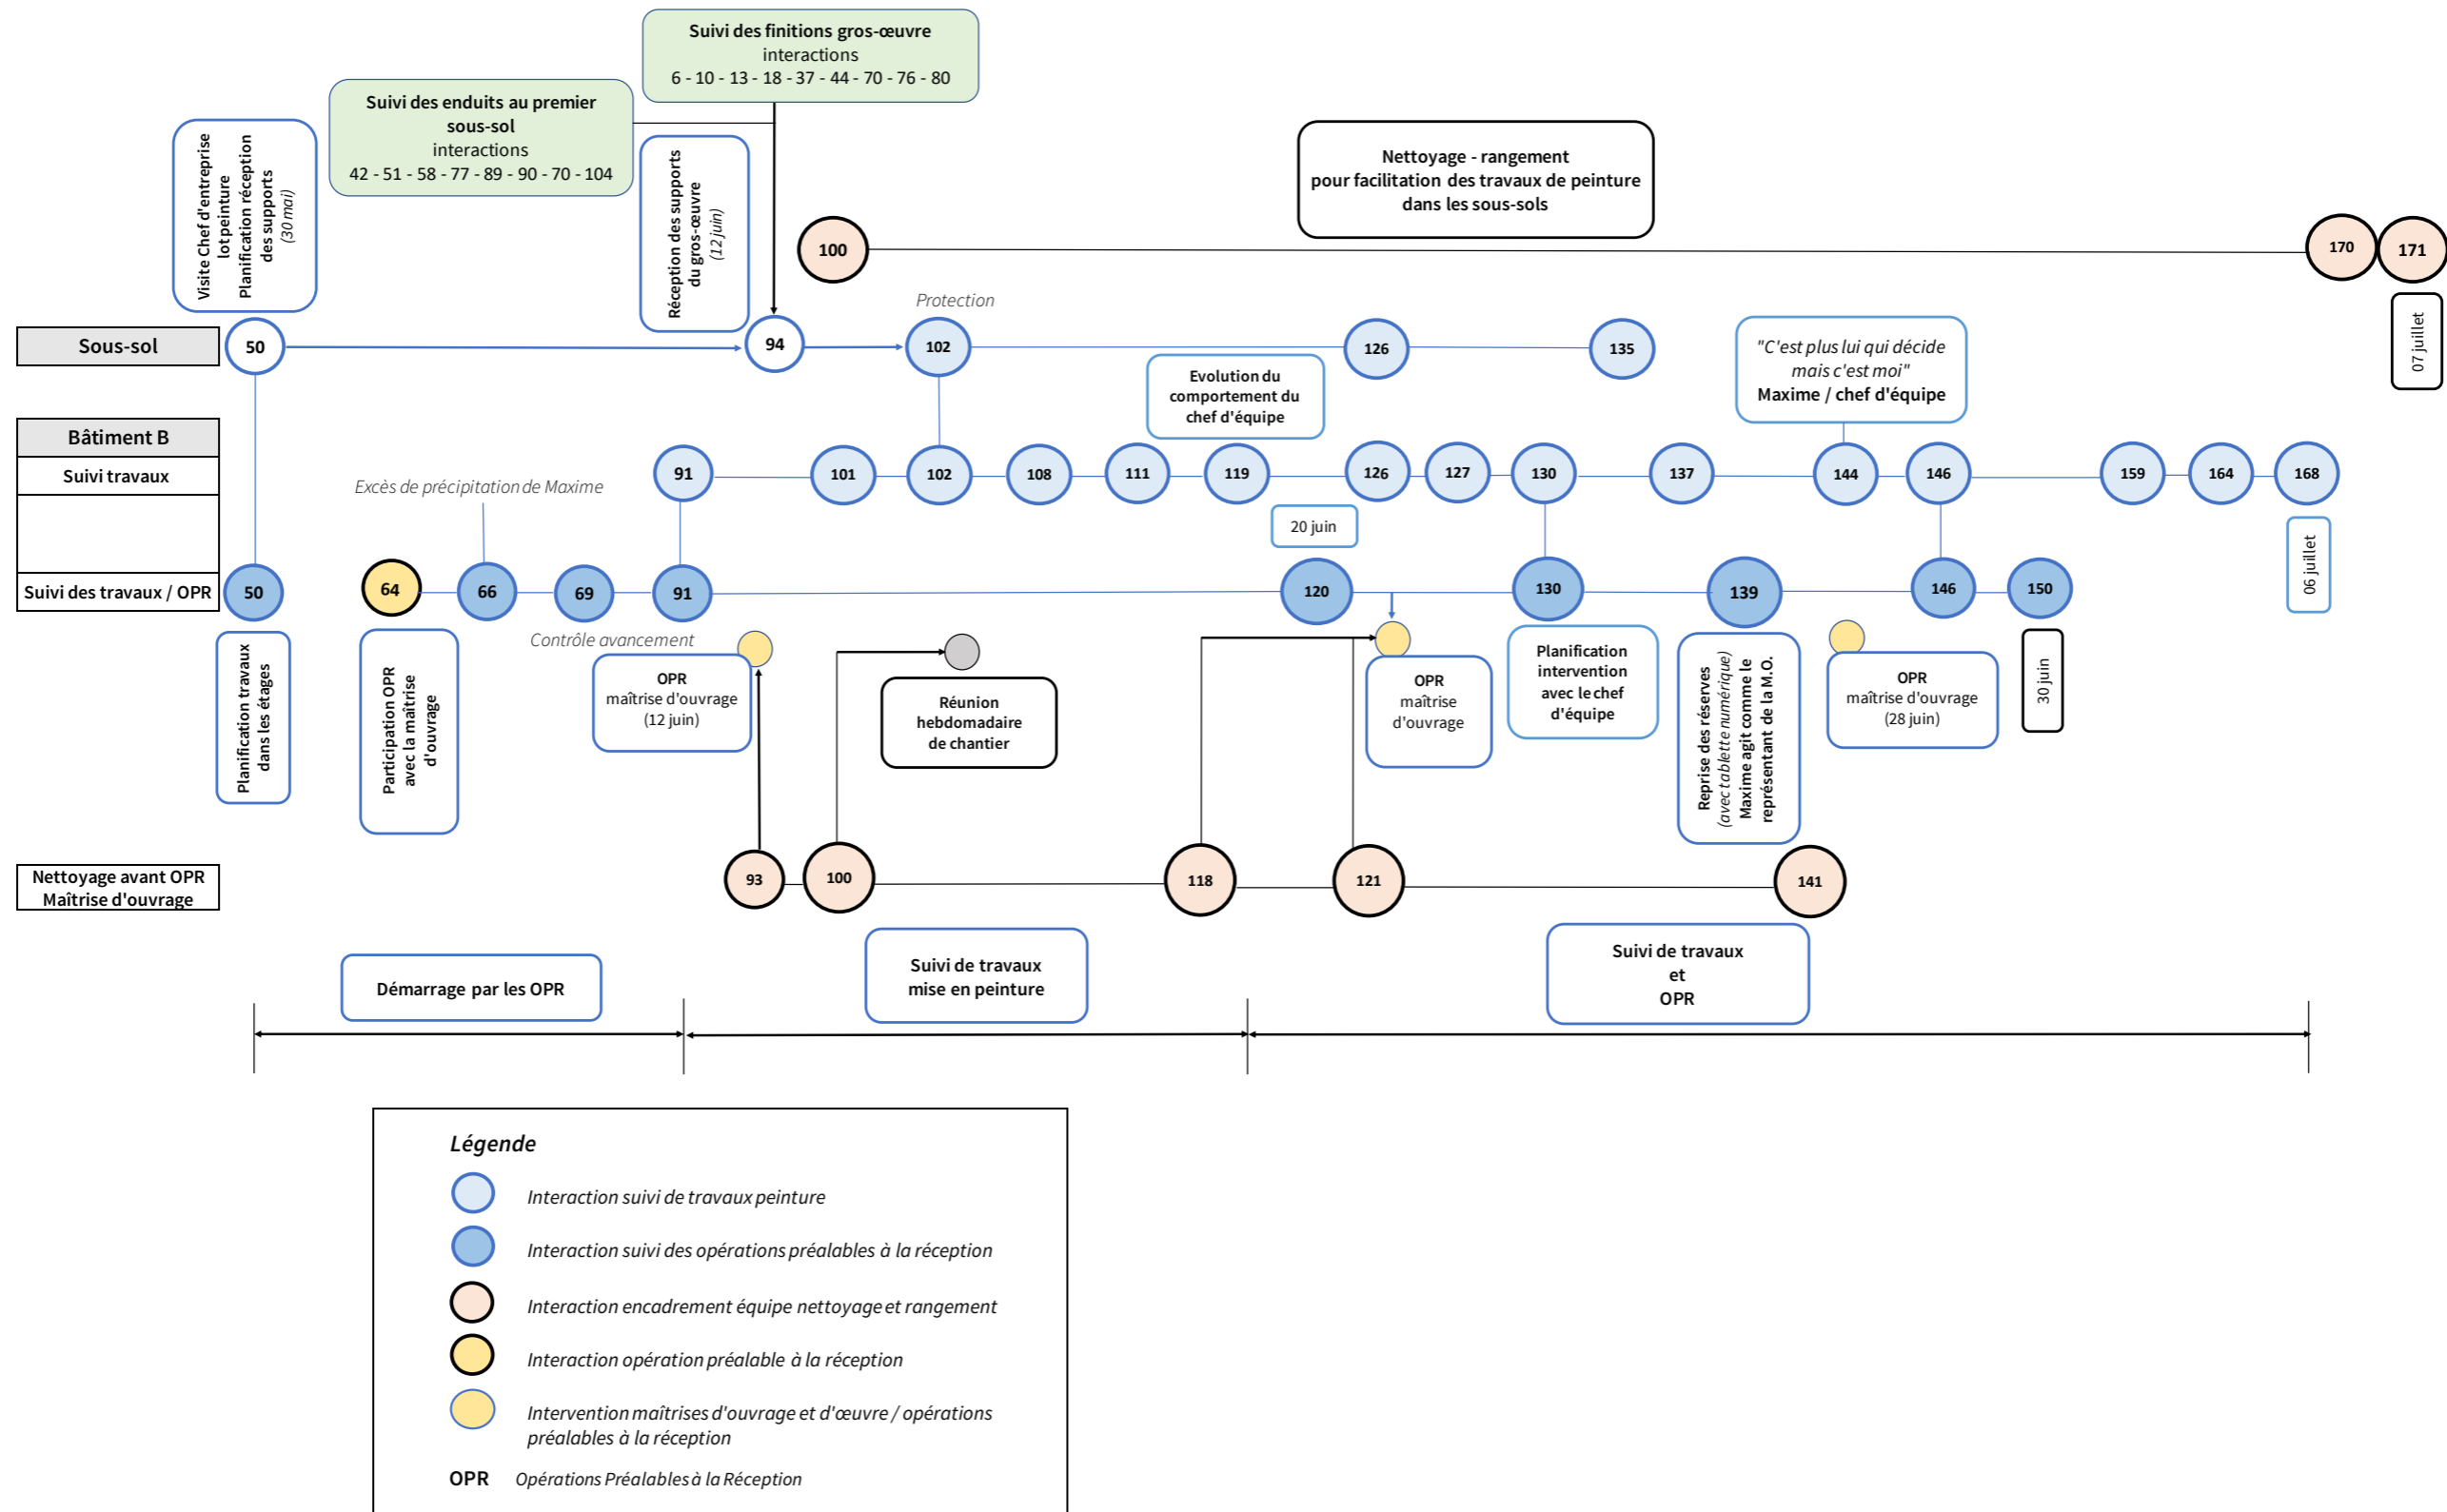 Suivi des finitions gros-œuvre
interactions
6 - 10 - 13 - 18 - 37 - 44 - 70 - 76 - 80
Suivi des enduits au premier
sous-sol
interactions
42 - 51 - 58 - 77 - 89 - 90 - 70 - 104
Visite Chef d'entreprise
lot peinture
Planification réception
des supports
(30 mai)
Réception des supports
du gros-œuvre
(12 juin)
Nettoyage - rangement
pour facilitation des travaux de peinture
dans les sous-sols
100
170
171
07 juillet
Protection
Sous-sol
50
94
102
126
135
Evolution du
comportement du
chef d'équipe
"C'est plus lui qui décide
mais c'est moi"
Maxime / chef d'équipe
Bâtiment B
Suivi travaux
91
101
102
108
111
119
126
127
130
137
144
146
159
164
168
Excès de précipitation de Maxime
20 juin
06 juillet
Suivi des travaux / OPR
50
64
66
69
91
120
130
139
146
150
Contrôle avancement
Planification travaux
dans les étages
Participation OPR
avec la maîtrise
d'ouvrage
OPR
maîtrise d'ouvrage
(12 juin)
Réunion
hebdomadaire
de chantier
OPR
maîtrise
d'ouvrage
Planification
intervention
avec le chef
d'équipe
Reprise des réserves
(avec tablette numérique)
Maxime agit comme le
représentant de la M.O.
OPR
maîtrise d'ouvrage
(28 juin)
30 juin
Nettoyage avant OPR
Maîtrise d'ouvrage
93
100
118
121
141
Démarrage par les OPR
Suivi de travaux
mise en peinture
Suivi de travaux
et
OPR
Légende
Interaction suivi de travaux peinture
Interaction suivi des opérations préalables à la réception
Interaction encadrement équipe nettoyage et rangement
Interaction opération préalable à la réception
Intervention maîtrises d'ouvrage et d'œuvre / opérations
préalables à la réception
OPR Opérations Préalables à la Réception